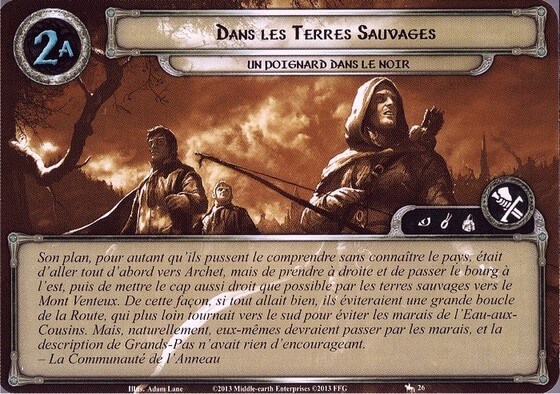 2A
DANS LES TERRES SAUVAGES
UN POIGNARD DANS LE NOIR
Son plan, pour autant qu'ils pussent le comprendre sans connaître le pays, était
d'aller tout d'abord vers Archet, mais de prendre à droite et de passer le bourg à
l'est, puis de mettre le cap aussi droit que possible par les terres sauvages vers le
Mont Venteux. De cette façon, si tout allait bien, ils éviteraient une grande boucle
de la Route, qui plus loin tournait vers le sud pour éviter les marais de l'Eau-aux-
Cousins. Mais, naturellement, eux-mêmes devraient passer par les marais, et la
description de Grands-Pas n'avait rien d'encourageant.
– La Communauté de l'Anneau
Illus. Adam Lane ©2013 Middle-earth Enterprises ©2013 FFG 26